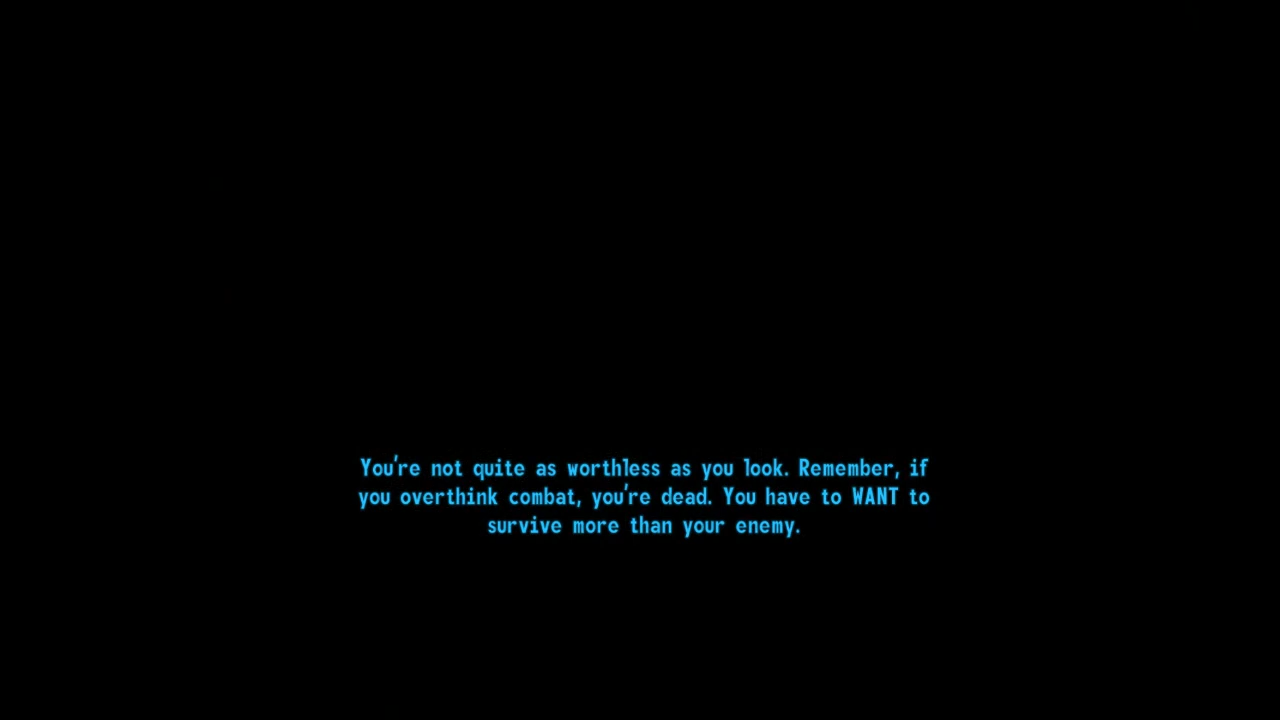 You're not quite as worthless as you look. Remember, if
you overthink combat, you're dead. You have to WANT to
survive more than your enemy.